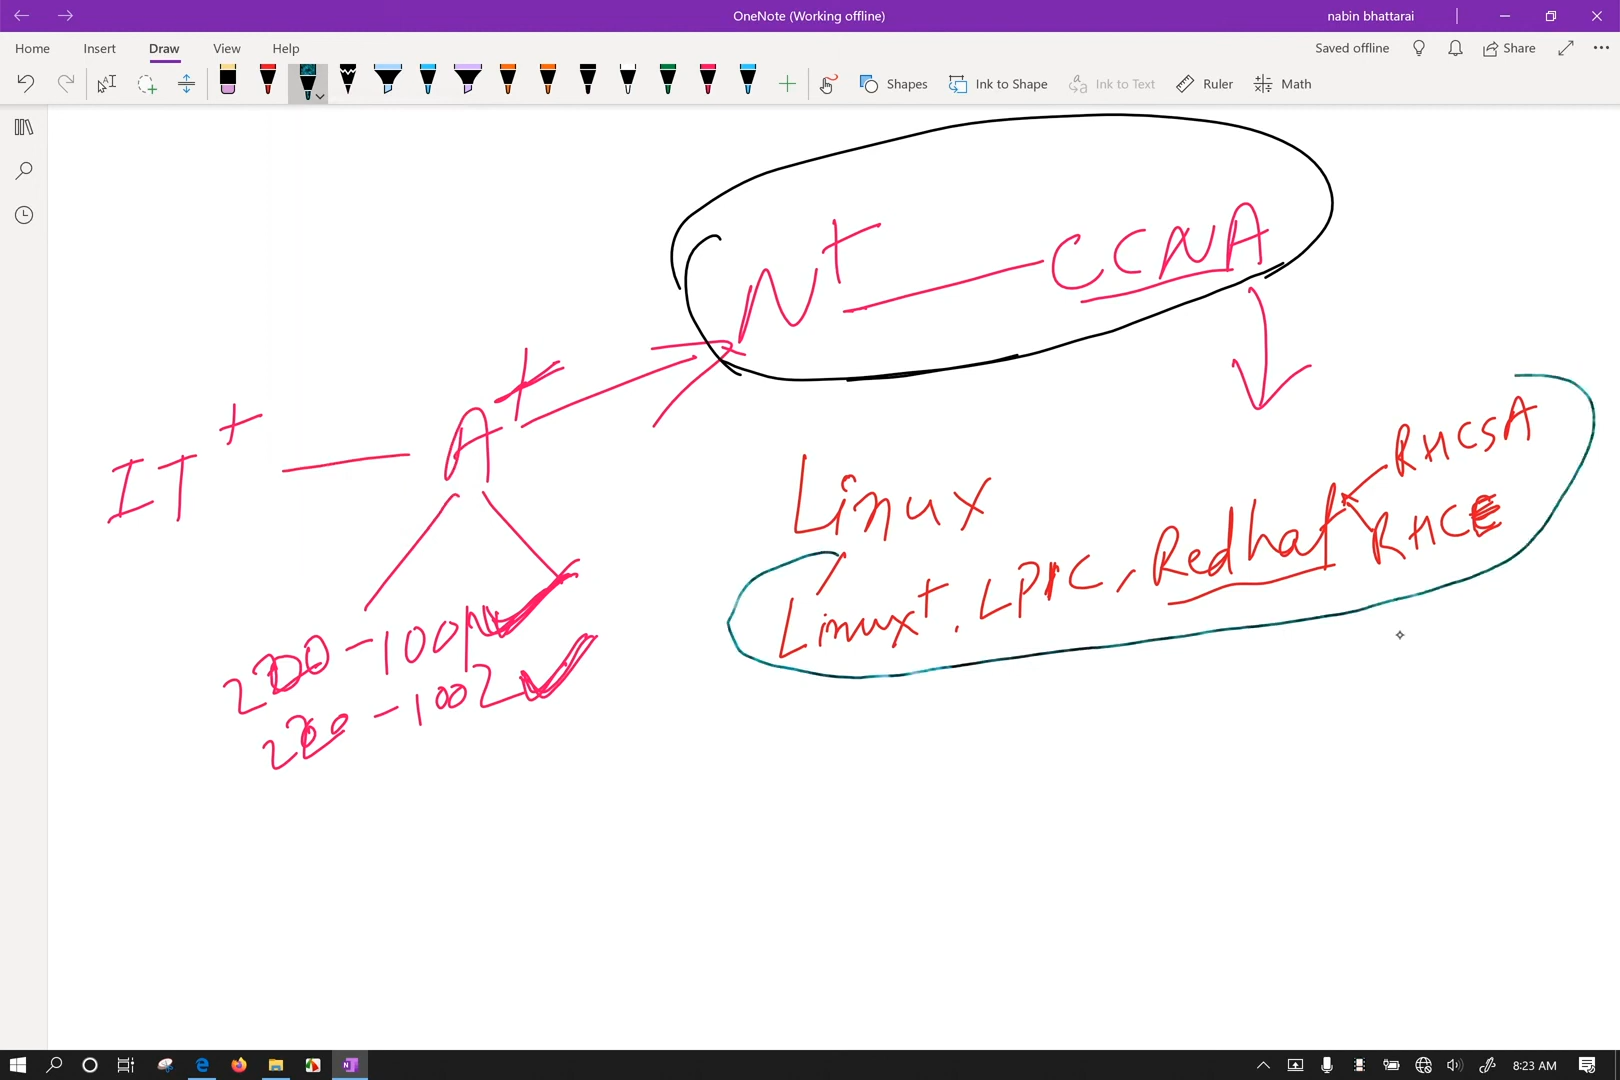 OneNote (Working offline)
nabin bhattarai
Home Insert Draw View Help
Saved offline
Share
Shapes
Ink to Shape
Ink to Text
Ruler
Math
N+ CCNA
IT+ A+
Linux
RHCSA
Linux+, LPIC, Redhat RHCE
220-1001
220-1002
8:23 AM